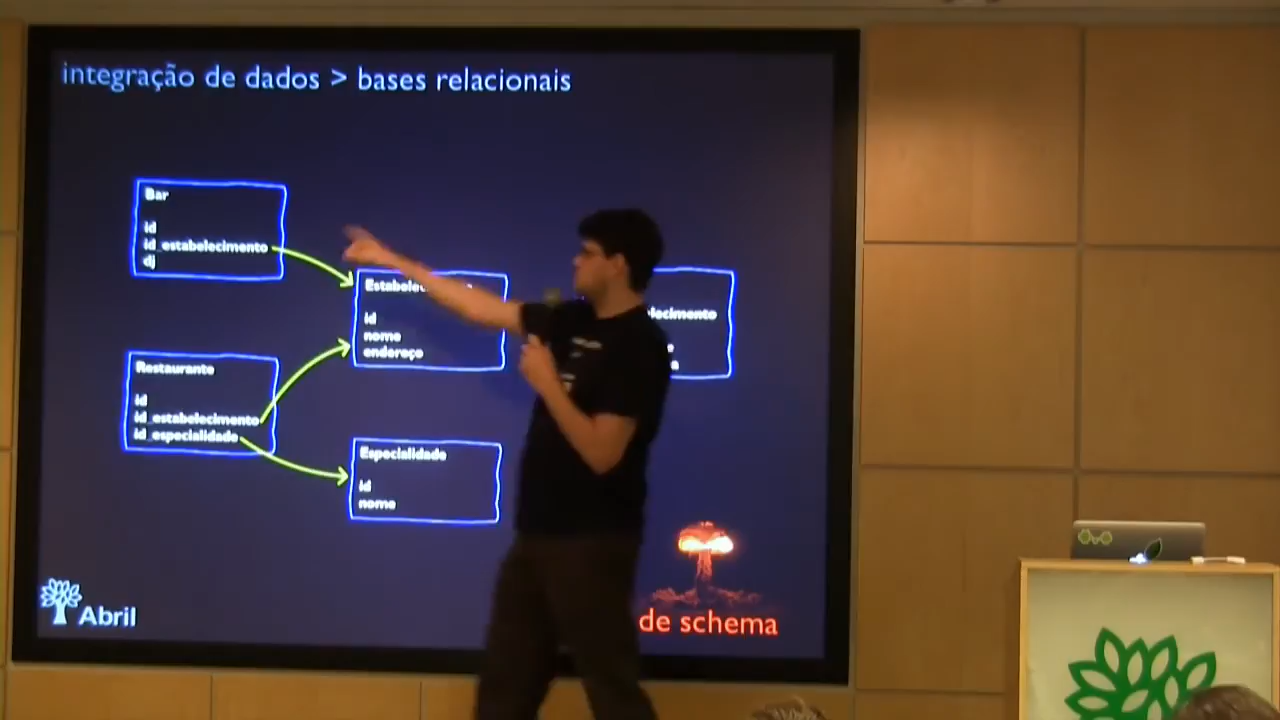 integração de dados > bases relacionais
Bar
id
id_estabelecimento
dj
id
nome
endereço
Restaurante
id
id_estabelecimento
id_especialidade
Especialidade
id
nome
de schema
Abril